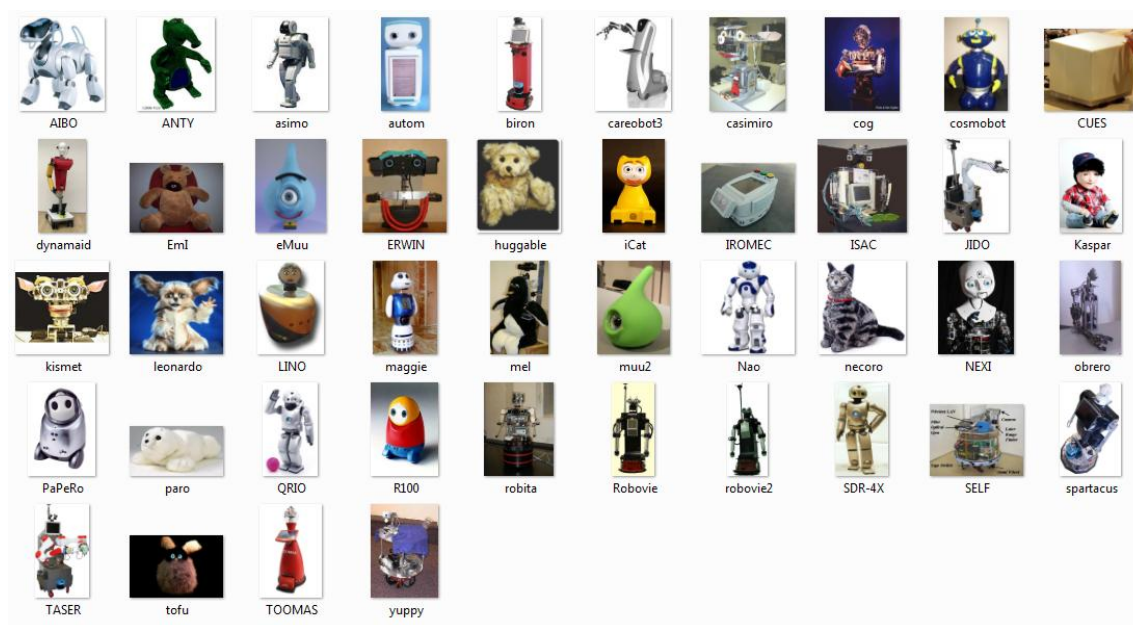 AIBO ANTY asimo autom biron careobot3 casimiro cog cosmobot CUES
dynamaid EmI eMuu ERWIN huggable iCat IROMEC ISAC JIDO Kaspar
kismet leonardo LINO maggie mel muu2 Nao necoro NEXI obrero
PaPeRo paro QRIO R100 robita Robovie robovie2 SDR-4X SELF spartacus
TASER tofu TOOMAS yuppy